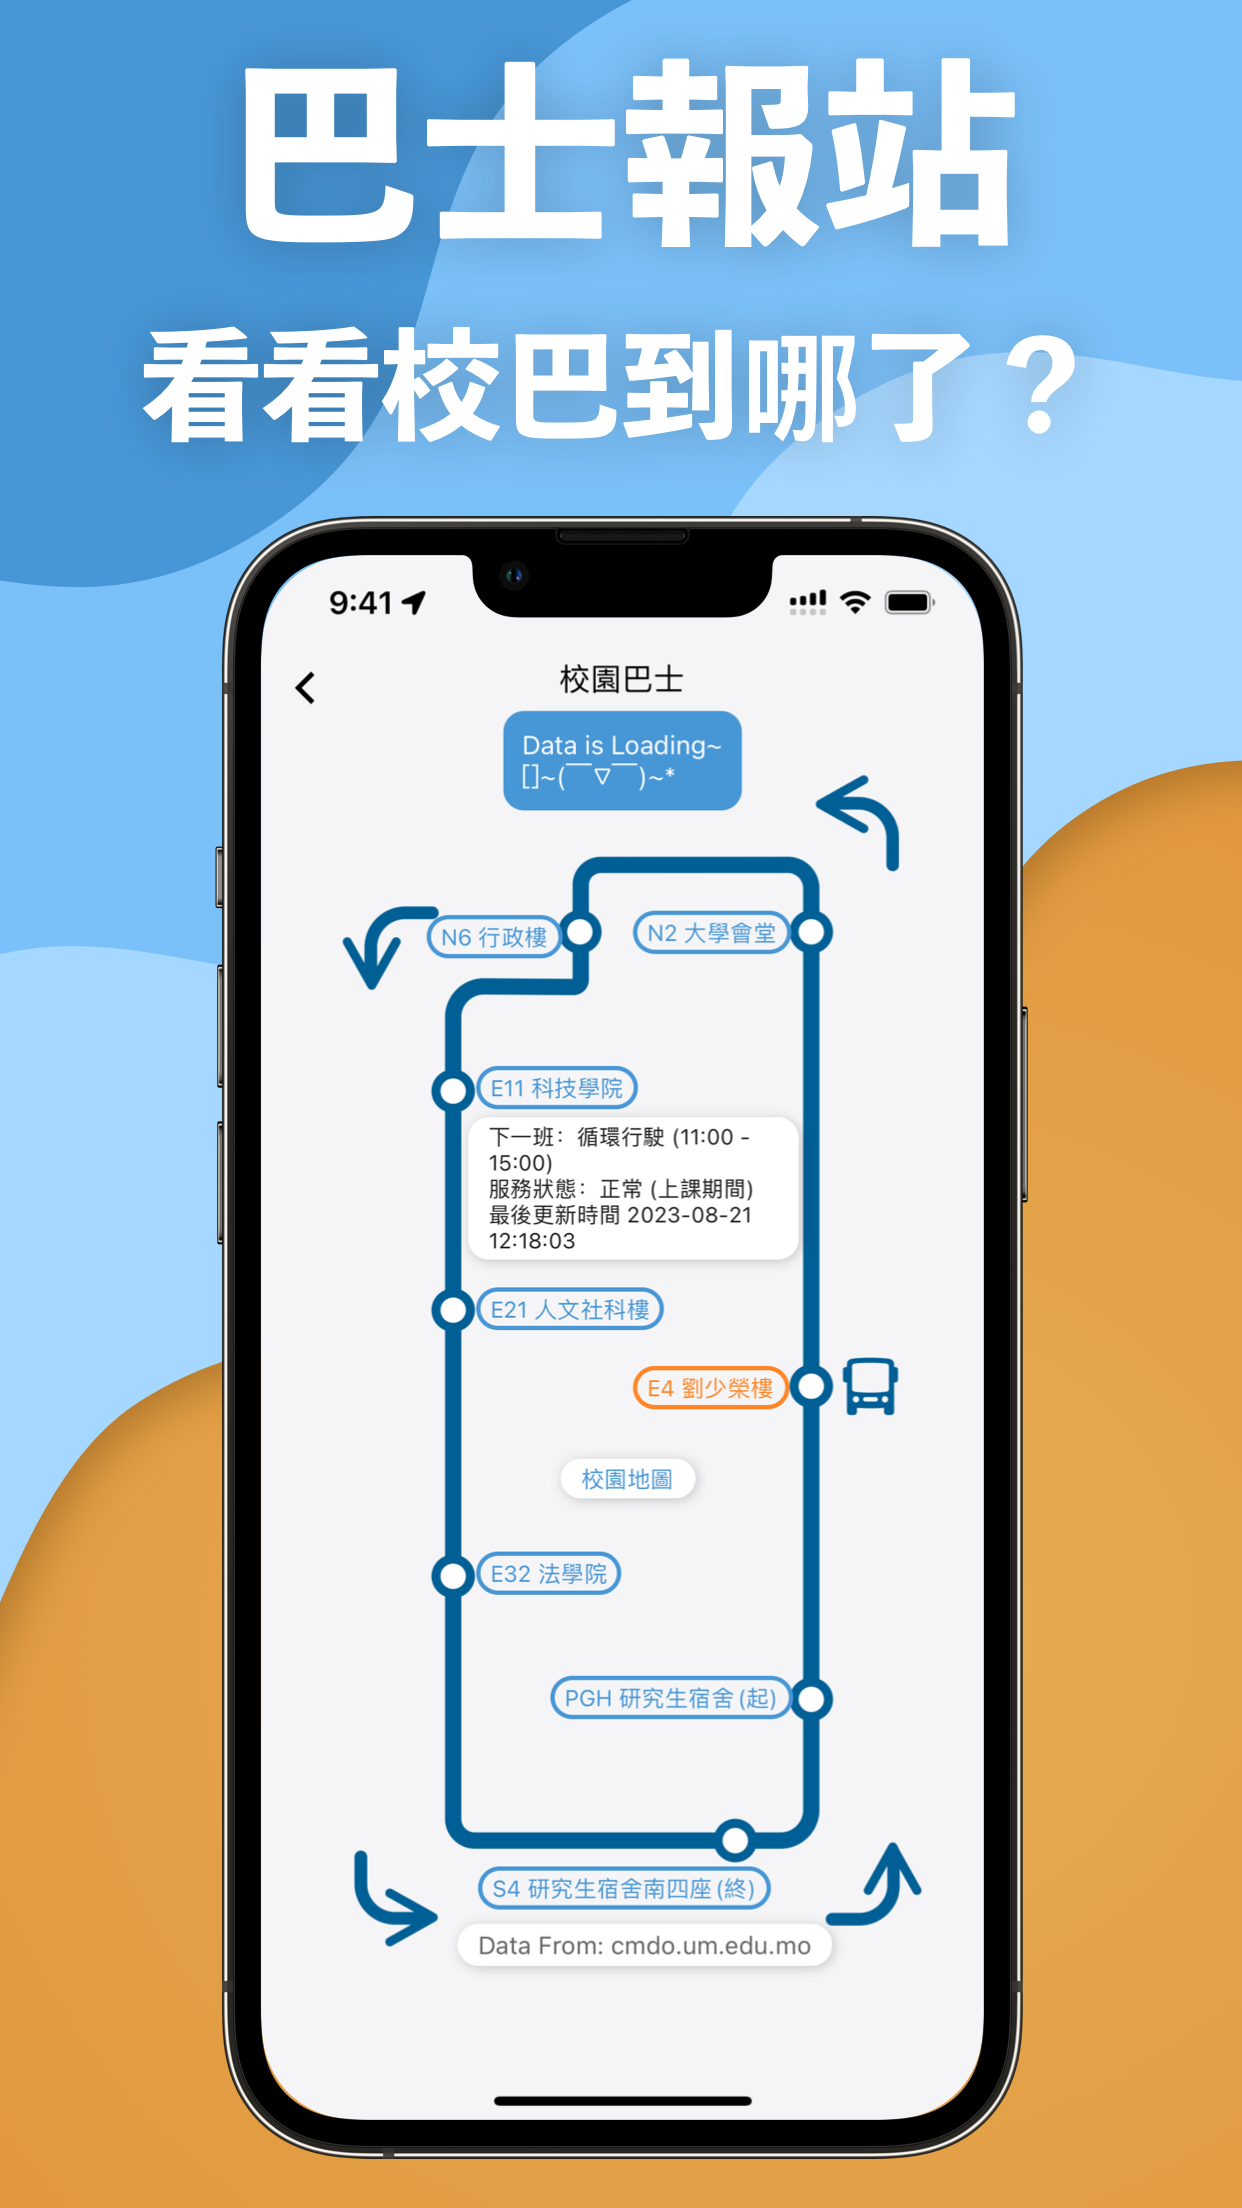 巴士報站
看看校巴到哪了？
9:41
校園巴士
Data is Loading~
[]~(￣▽￣)~*
N6 行政樓
N2 大學會堂
E11 科技學院
下一班：循環行駛 (11:00 -
15:00)
服務狀態：正常 (上課期間)
最後更新時間 2023-08-21
12:18:03
E21 人文社科樓
E4 劉少榮樓
校園地圖
E32 法學院
PGH 研究生宿舍 (起)
S4 研究生宿舍南四座 (終)
Data From: cmdo.um.edu.mo